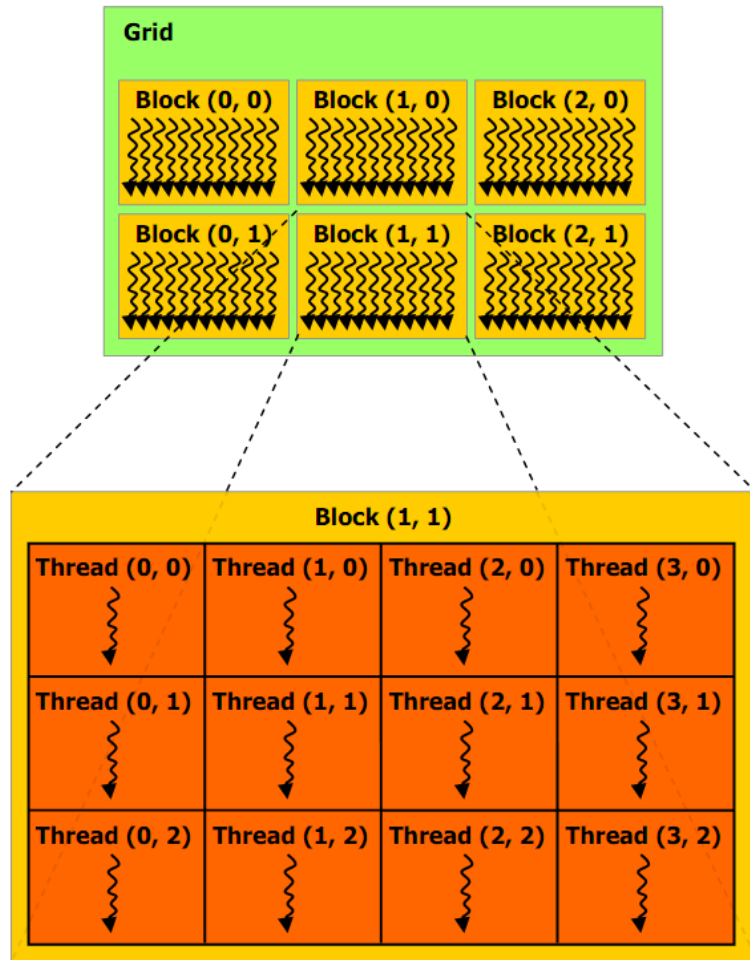 Grid
Block (0, 0) Block (1, 0) Block (2, 0)
Block (0, 1) Block (1, 1) Block (2, 1)
Block (1, 1)
Thread (0, 0) Thread (1, 0) Thread (2, 0) Thread (3, 0)
Thread (0, 1) Thread (1, 1) Thread (2, 1) Thread (3, 1)
Thread (0, 2) Thread (1, 2) Thread (2, 2) Thread (3, 2)